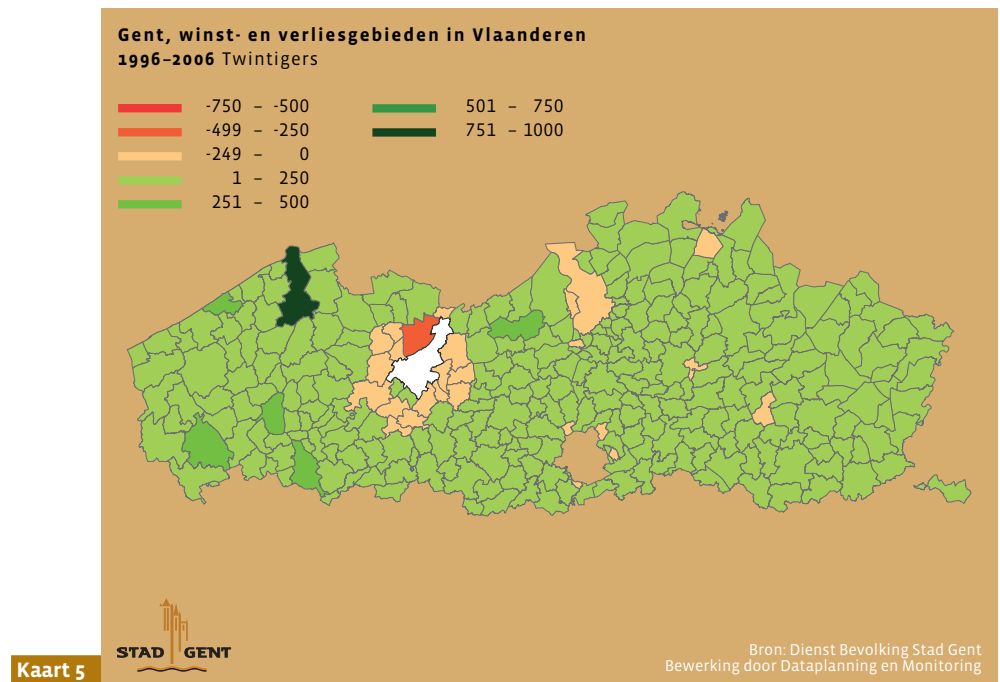 Gent, winst- en verliesgebieden in Vlaanderen
1996–2006 Twintigers
-750 – -500
-499 – -250
-249 – 0
1 – 250
251 – 500
501 – 750
751 – 1000
STAD GENT
Kaart 5
Bron: Dienst Bevolking Stad Gent
Bewerking door Dataplanning en Monitoring